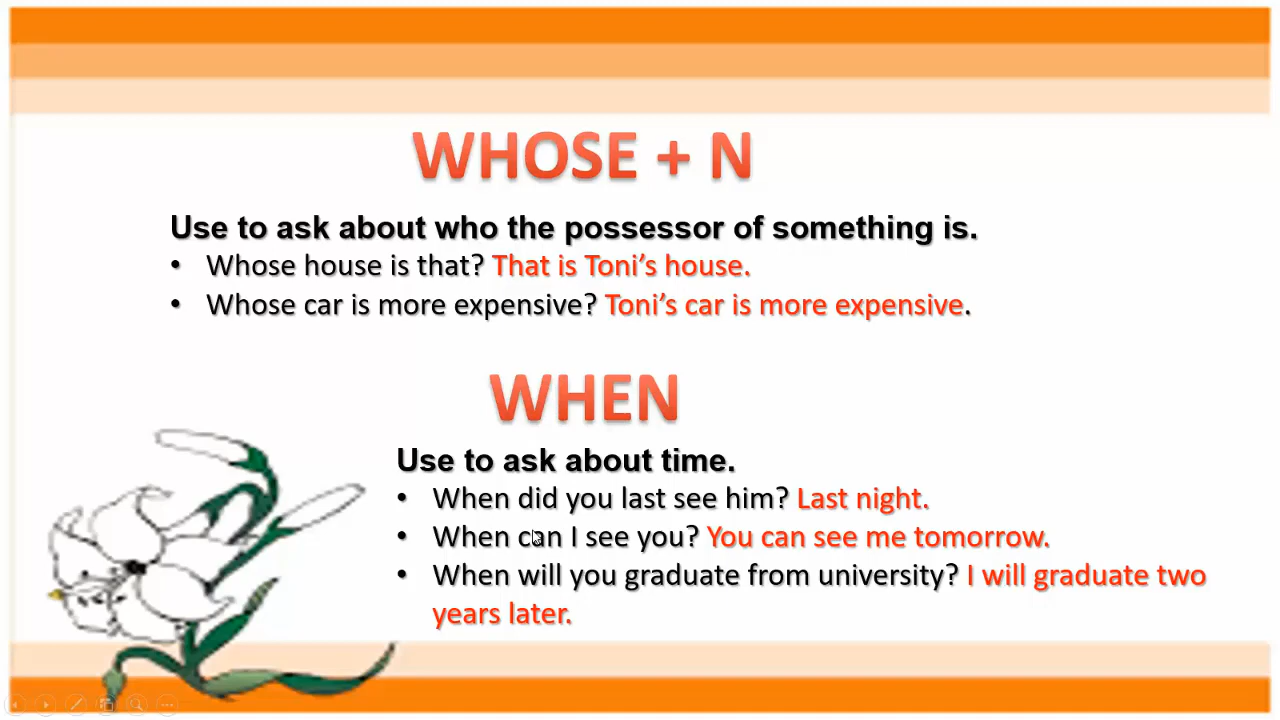 WHOSE + N
Use to ask about who the possessor of something is.
• Whose house is that? That is Toni’s house.
• Whose car is more expensive? Toni’s car is more expensive.
WHEN
Use to ask about time.
• When did you last see him? Last night.
• When can I see you? You can see me tomorrow.
• When will you graduate from university? I will graduate two
years later.